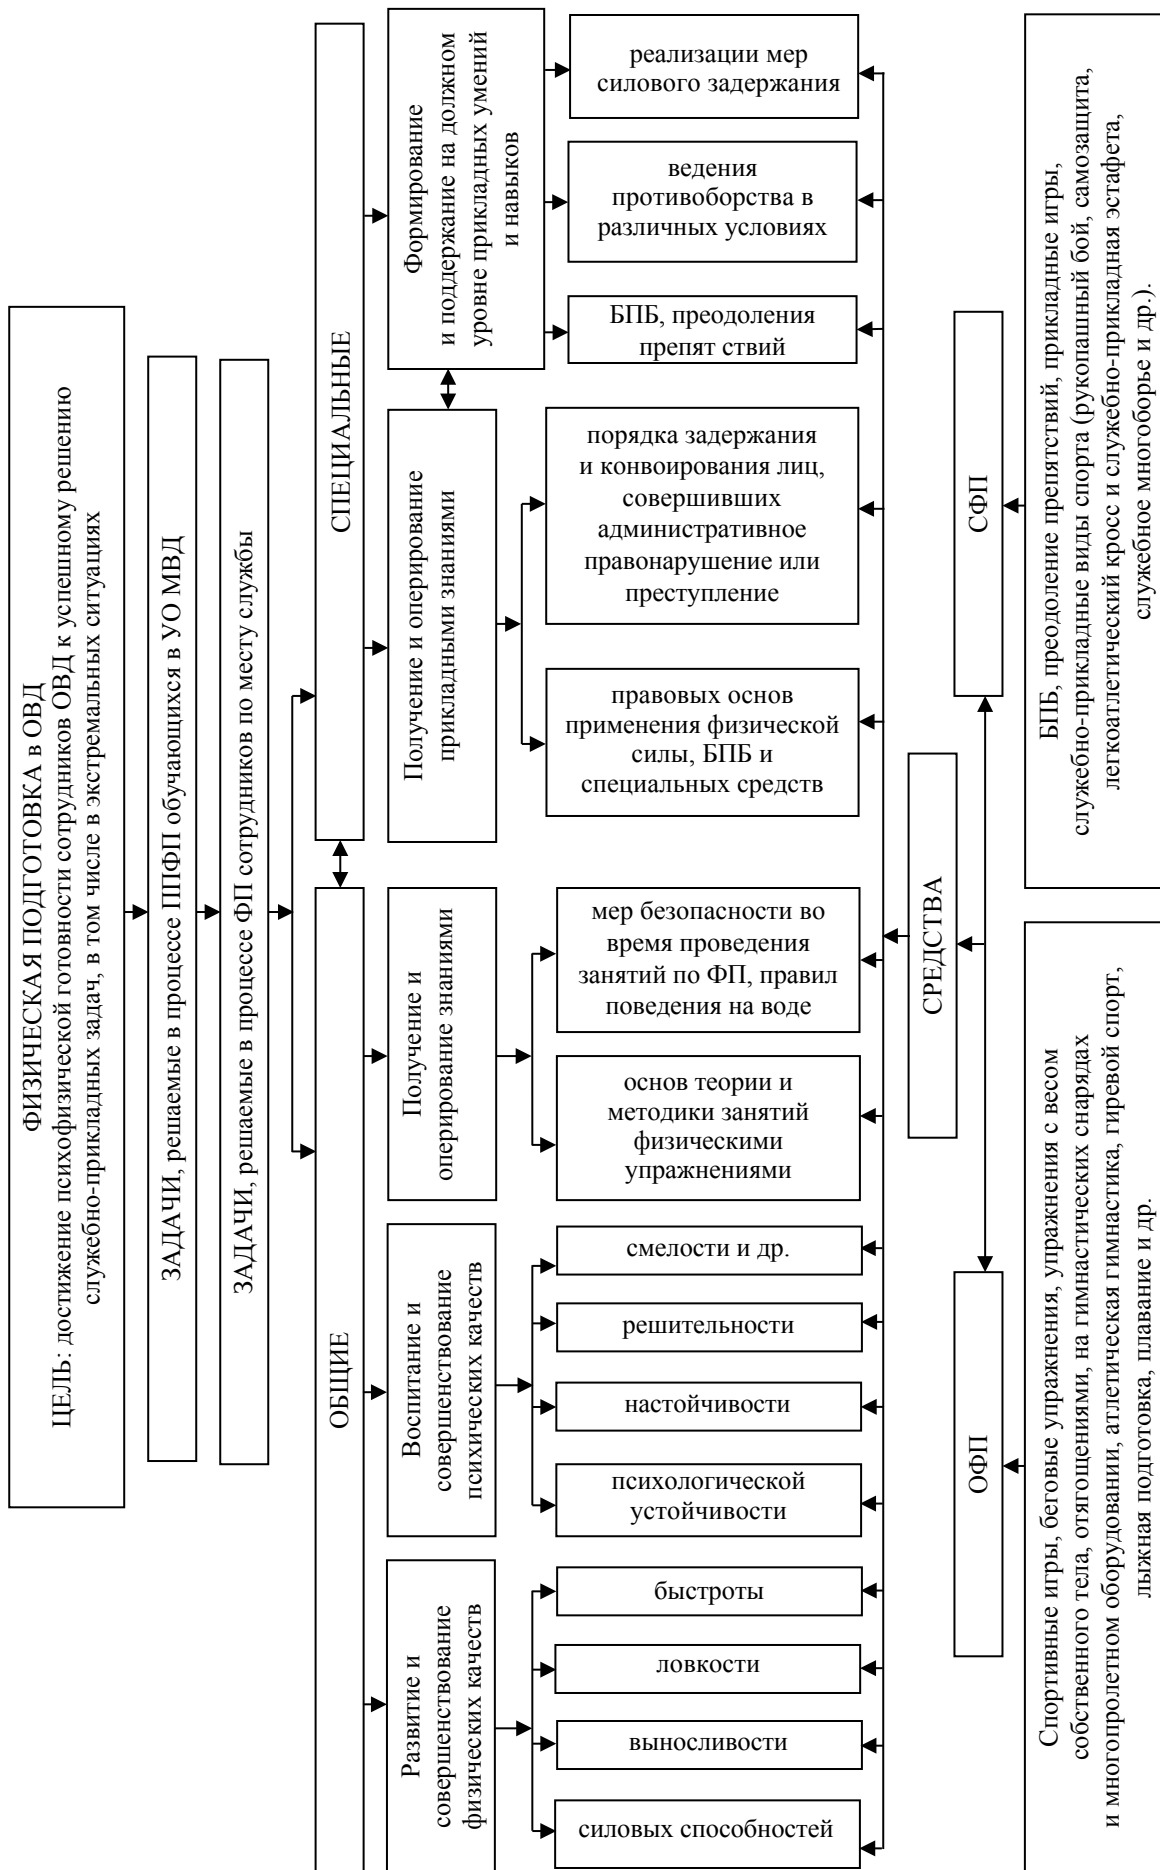 ФИЗИЧЕСКАЯ ПОДГОТОВКА в ОВД
ЦЕЛЬ: достижение психофизической готовности сотрудников ОВД к успешному решению
служебно-прикладных задач, в том числе в экстремальных ситуациях
ЗАДАЧИ, решаемые в процессе ППФП обучающихся в УО МВД
ЗАДАЧИ, решаемые в процессе ФП сотрудников по месту службы
ОБЩИЕ
СПЕЦИАЛЬНЫЕ
Развитие и
совершенствование
физических качеств
Воспитание и
совершенствование
психических качеств
Получение и
оперирование знаниями
Получение и оперирование
прикладными знаниями
Формирование
и поддержание на должном
уровне прикладных умений
и навыков
силовых способностей
выносливости
ловкости
быстроты
психологической
устойчивости
настойчивости
решительности
смелости и др.
основ теории и
методики занятий
физическими
упражнениями
мер безопасности во
время проведения
занятий по ФП, правил
поведения на воде
правовых основ
применения физической
силы, БПБ и
специальных средств
порядка задержания
и конвоирования лиц,
совершивших
административное
правонарушение или
преступление
БПБ, преодоления
препят ствий
ведения
противоборства в
различных условиях
реализации мер
силового задержания
СРЕДСТВА
ОФП
СФП
Спортивные игры, беговые упражнения, упражнения с весом
собственного тела, отягощениями, на гимнастических снарядах
и многопролетном оборудовании, атлетическая гимнастика, гиревой спорт,
лыжная подготовка, плавание и др.
БПБ, преодоление препятствий, прикладные игры,
служебно-прикладные виды спорта (рукопашный бой, самозащита,
легкоатлетический кросс и служебно-прикладная эстафета,
служебное многоборье и др.).